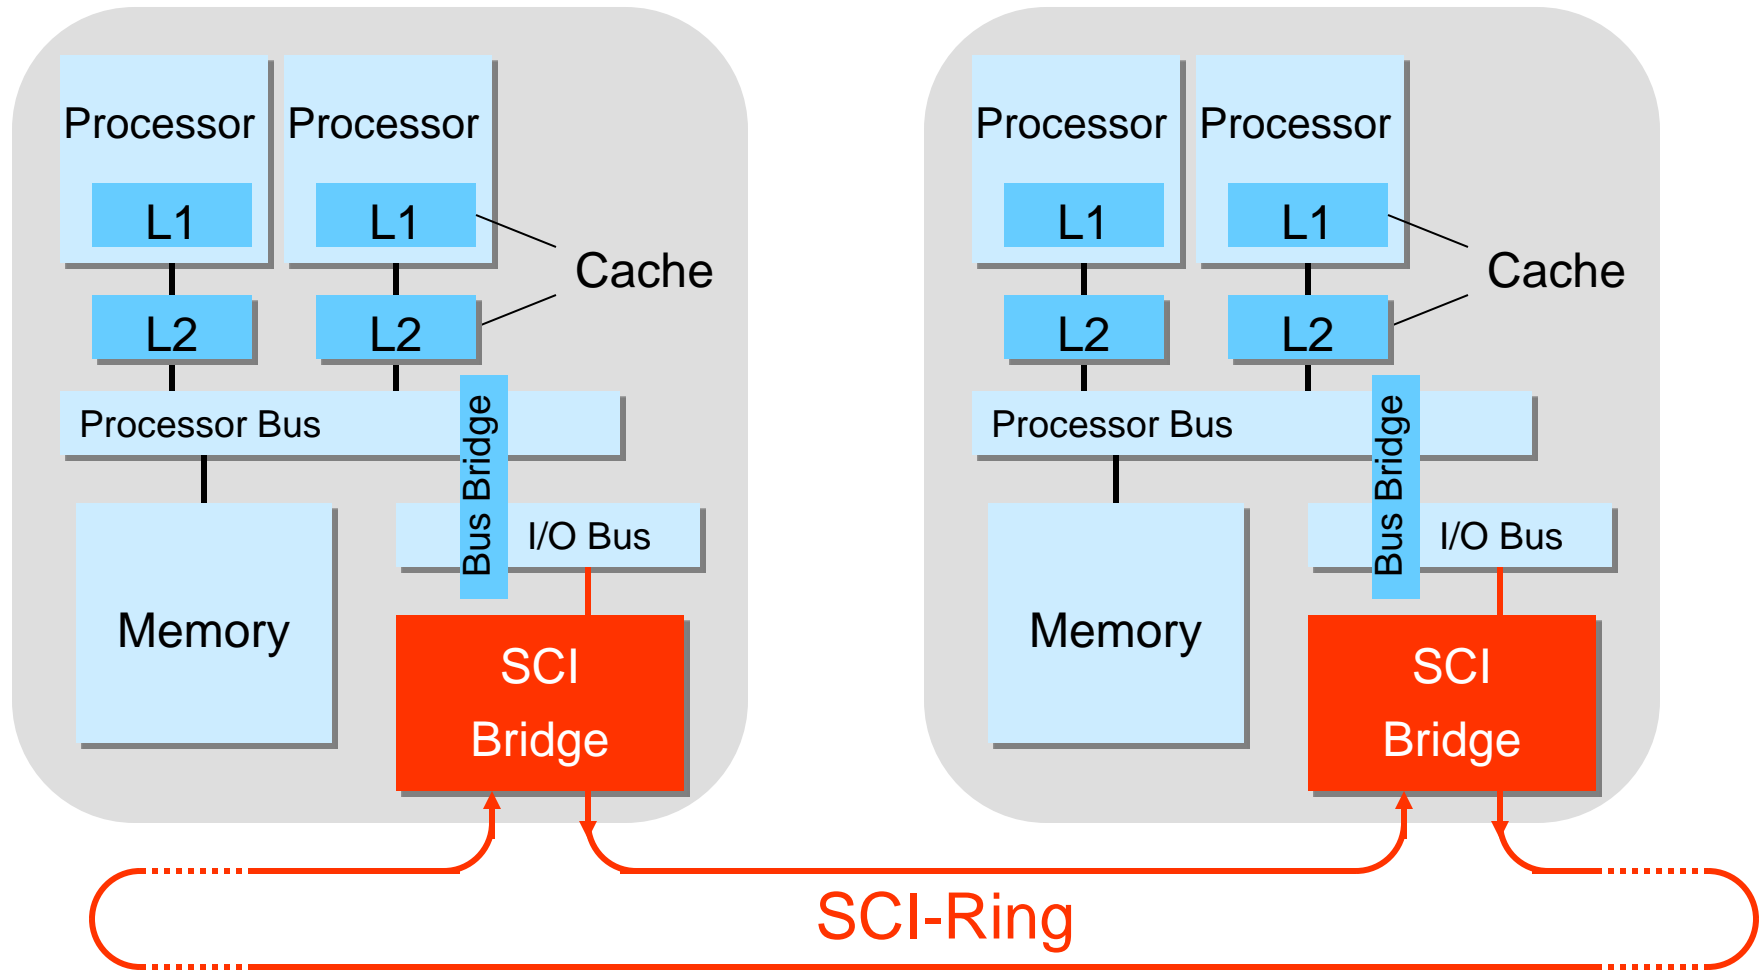 Processor
Processor
L1
L1
Cache
L2
L2
Processor Bus
Bus Bridge
I/O Bus
Memory
SCI
Bridge
Processor
Processor
L1
L1
Cache
L2
L2
Processor Bus
Bus Bridge
I/O Bus
Memory
SCI
Bridge
SCI-Ring